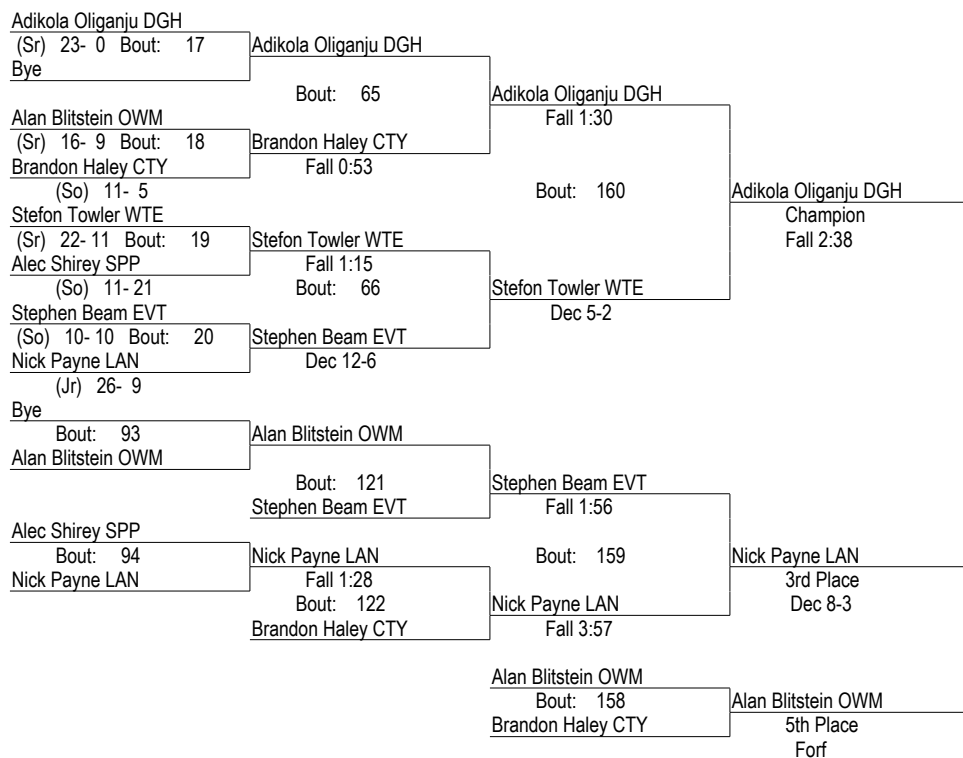 Adikola Oliganju DGH
(Sr) 23- 0 Bout: 17
Bye
Adikola Oliganju DGH
Bout: 65
Adikola Oliganju DGH
Fall 1:30
Alan Blitstein OWM
(Sr) 16- 9 Bout: 18
Brandon Haley CTY
(So) 11- 5
Brandon Haley CTY
Fall 0:53
Bout: 160
Adikola Oliganju DGH
Champion
Fall 2:38
Stefon Towler WTE
(Sr) 22- 11 Bout: 19
Alec Shirey SPP
(So) 11- 21
Stefon Towler WTE
Fall 1:15
Bout: 66
Stefon Towler WTE
Dec 5-2
Stephen Beam EVT
(So) 10- 10 Bout: 20
Nick Payne LAN
(Jr) 26- 9
Stephen Beam EVT
Dec 12-6
Bye
Bout: 93
Alan Blitstein OWM
Alan Blitstein OWM
Bout: 121
Stephen Beam EVT
Stephen Beam EVT
Fall 1:56
Alec Shirey SPP
Bout: 94
Nick Payne LAN
Nick Payne LAN
Fall 1:28
Bout: 122
Brandon Haley CTY
Bout: 159
Nick Payne LAN
Fall 3:57
Nick Payne LAN
3rd Place
Dec 8-3
Alan Blitstein OWM
Bout: 158
Brandon Haley CTY
Alan Blitstein OWM
5th Place
Forf